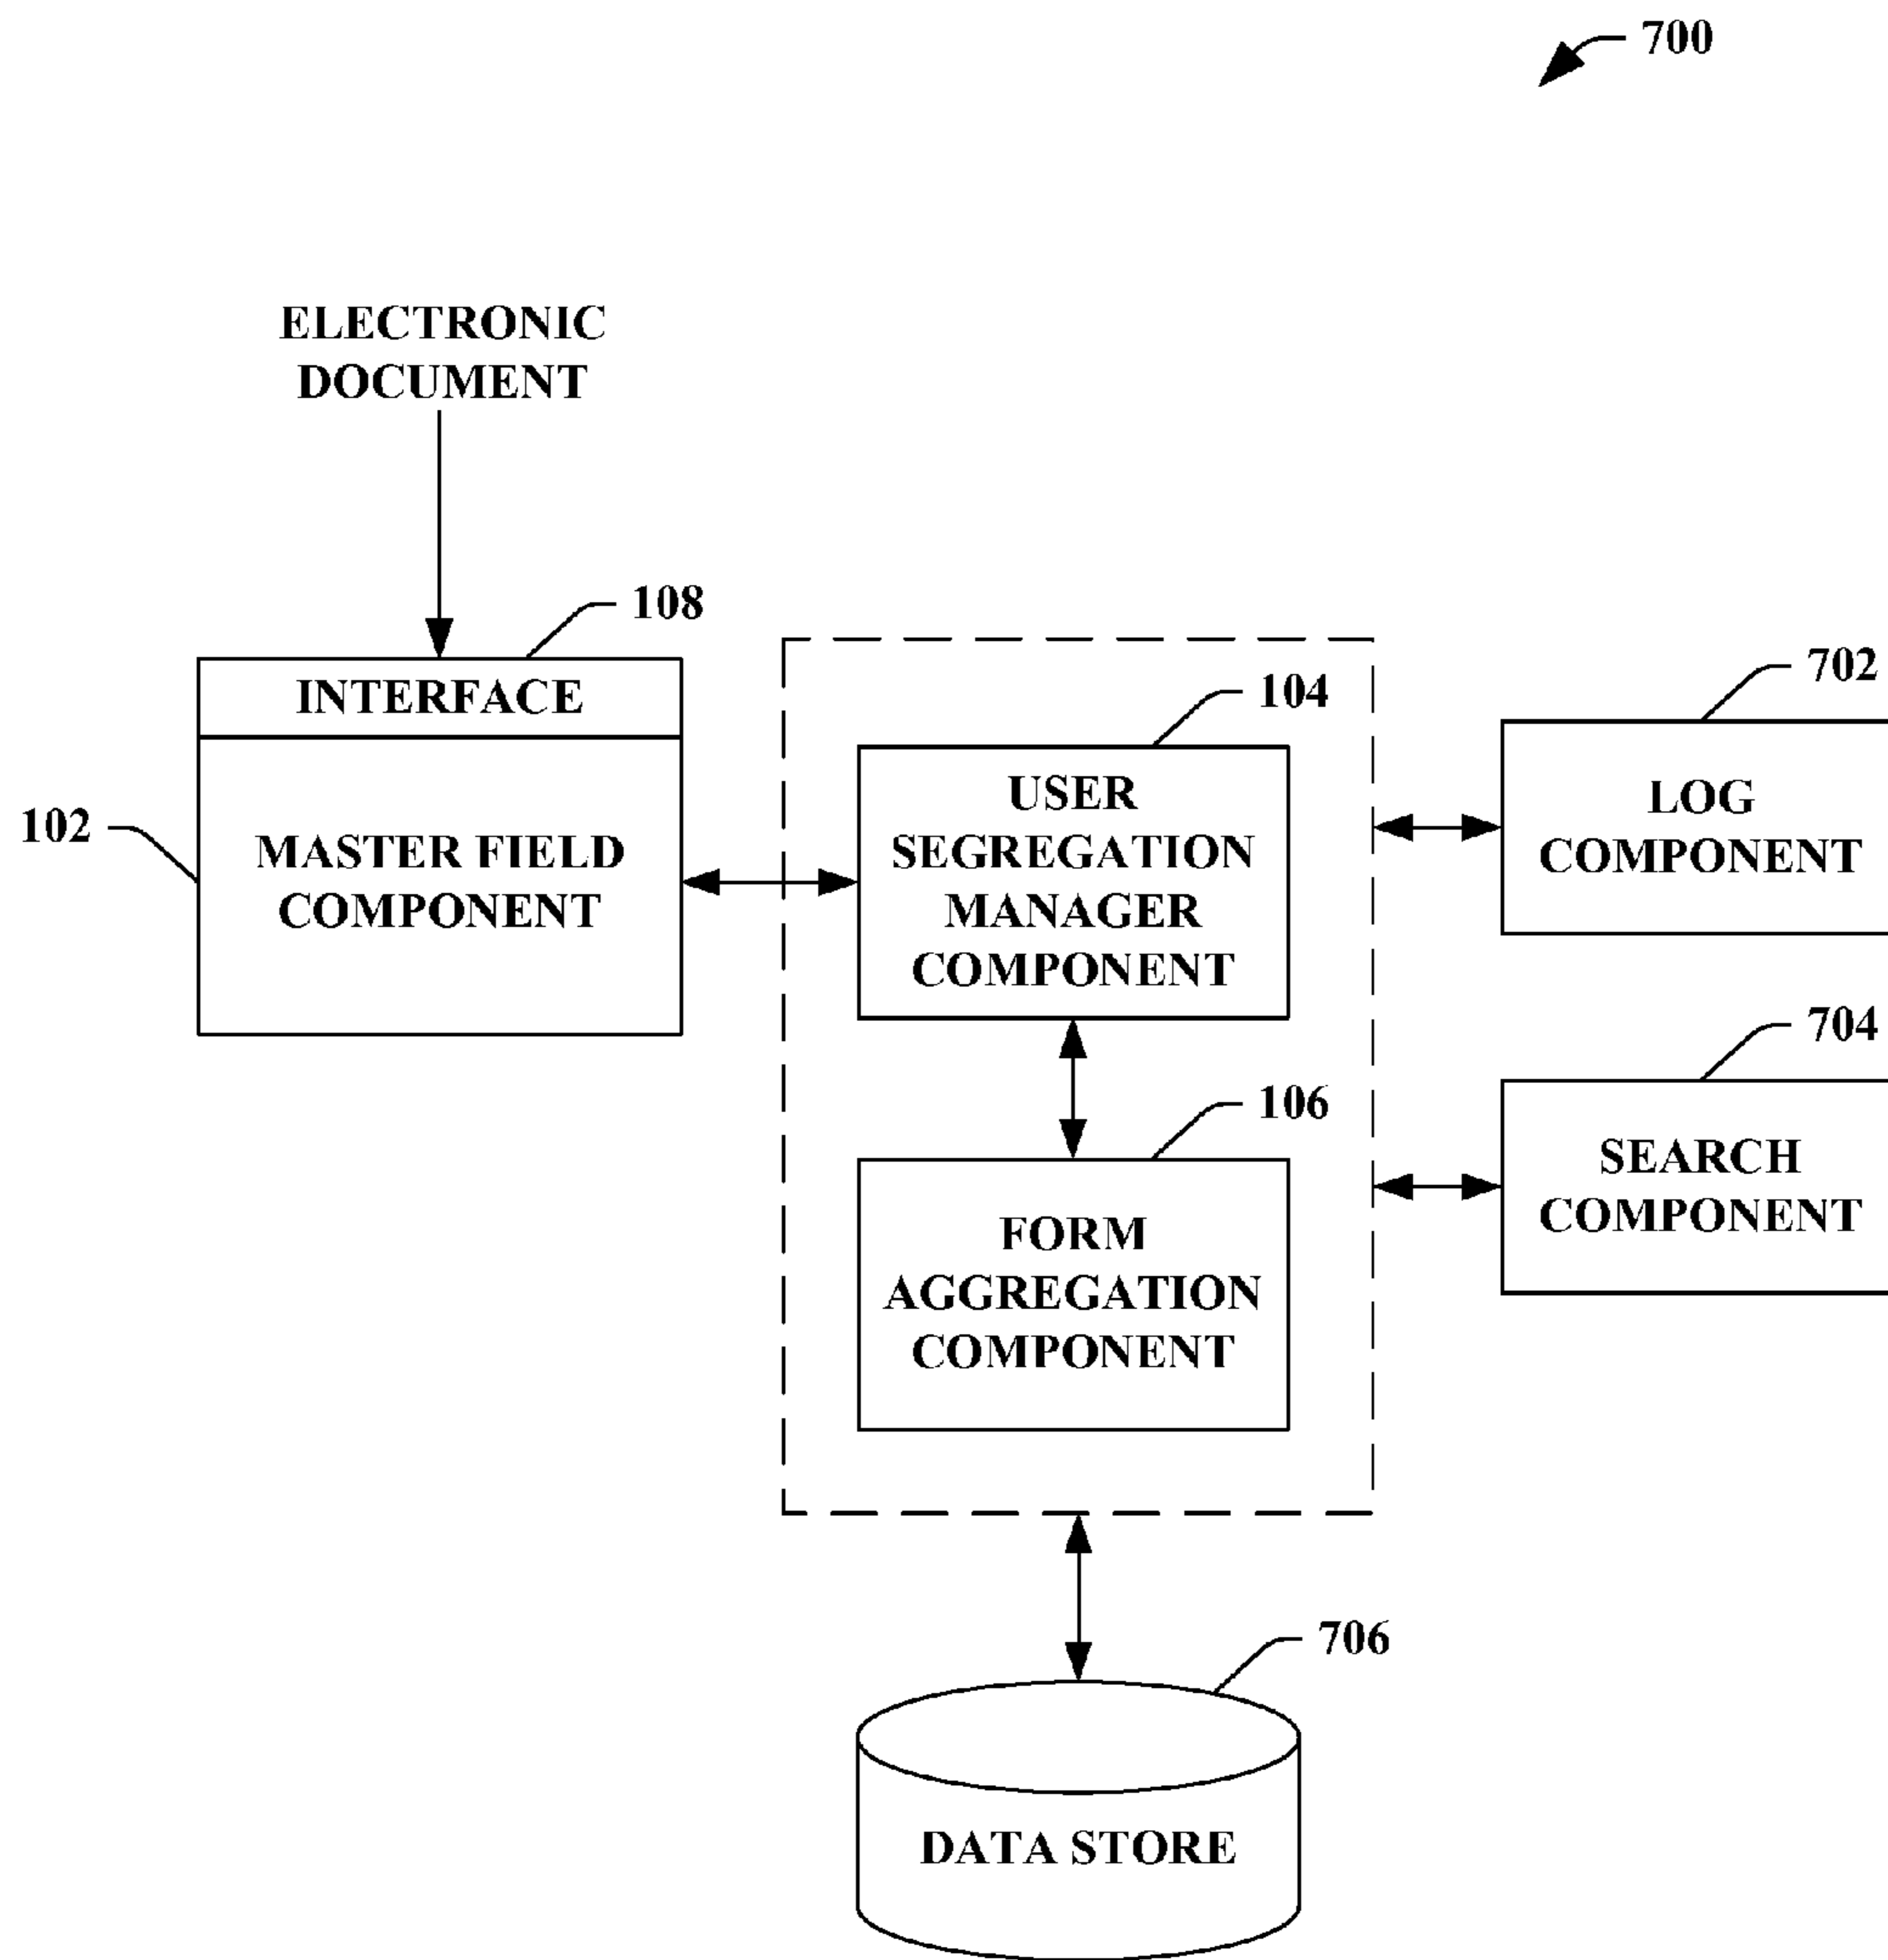 700
ELECTRONIC
DOCUMENT
108
INTERFACE
102
MASTER FIELD
COMPONENT
104
USER
SEGREGATION
MANAGER
COMPONENT
106
FORM
AGGREGATION
COMPONENT
702
LOG
COMPONENT
704
SEARCH
COMPONENT
706
DATA STORE